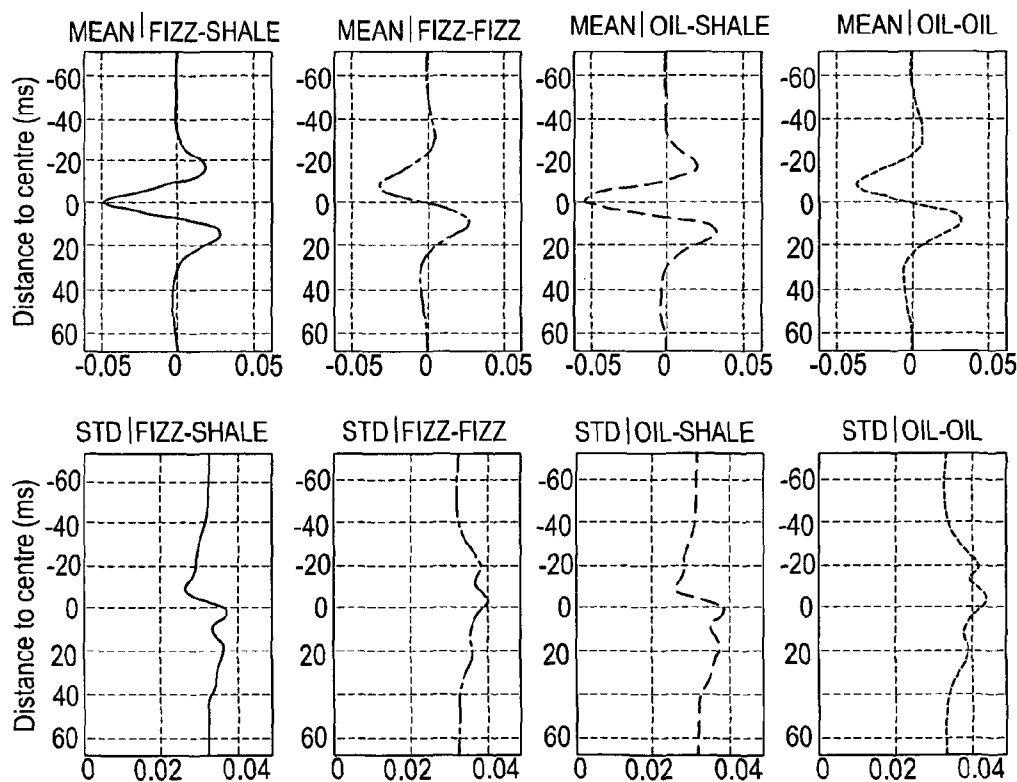 MEAN|FIZZ-SHALE MEAN|FIZZ-FIZZ MEAN|OIL-SHALE MEAN|OIL-OIL
Distance to centre (ms)
-60 -60 -60 -60
-40 -40 -40 -40
-20 -20 -20 -20
0 0 0 0
20 20 20 20
40 40 40 40
60 60 60 60
-0.05 0 0.05 -0.05 0 0.05 -0.05 0 0.05 -0.05 0 0.05
STD|FIZZ-SHALE STD|FIZZ-FIZZ STD|OIL-SHALE STD|OIL-OIL
Distance to centre (ms)
-60 -60 -60 -60
-40 -40 -40 -40
-20 -20 -20 -20
0 0 0 0
20 20 20 20
40
60 60 60 60
0 0.02 0.04 0 0.02 0.04 0 0.02 0.04 0 0.02 0.04